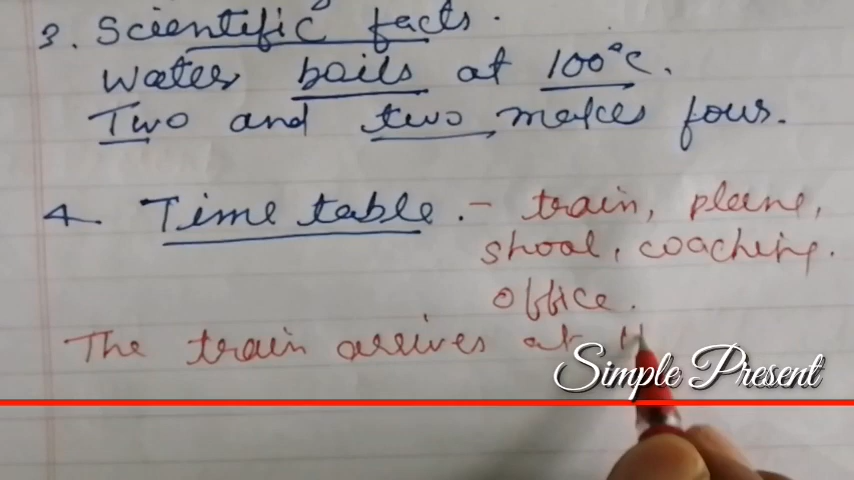 3. Scientific facts.
Water boils at 100°c.
Two and two makes four.
4. Time table. - train, plane,
shool, coaching.
office.
The train arrives at
Simple Present